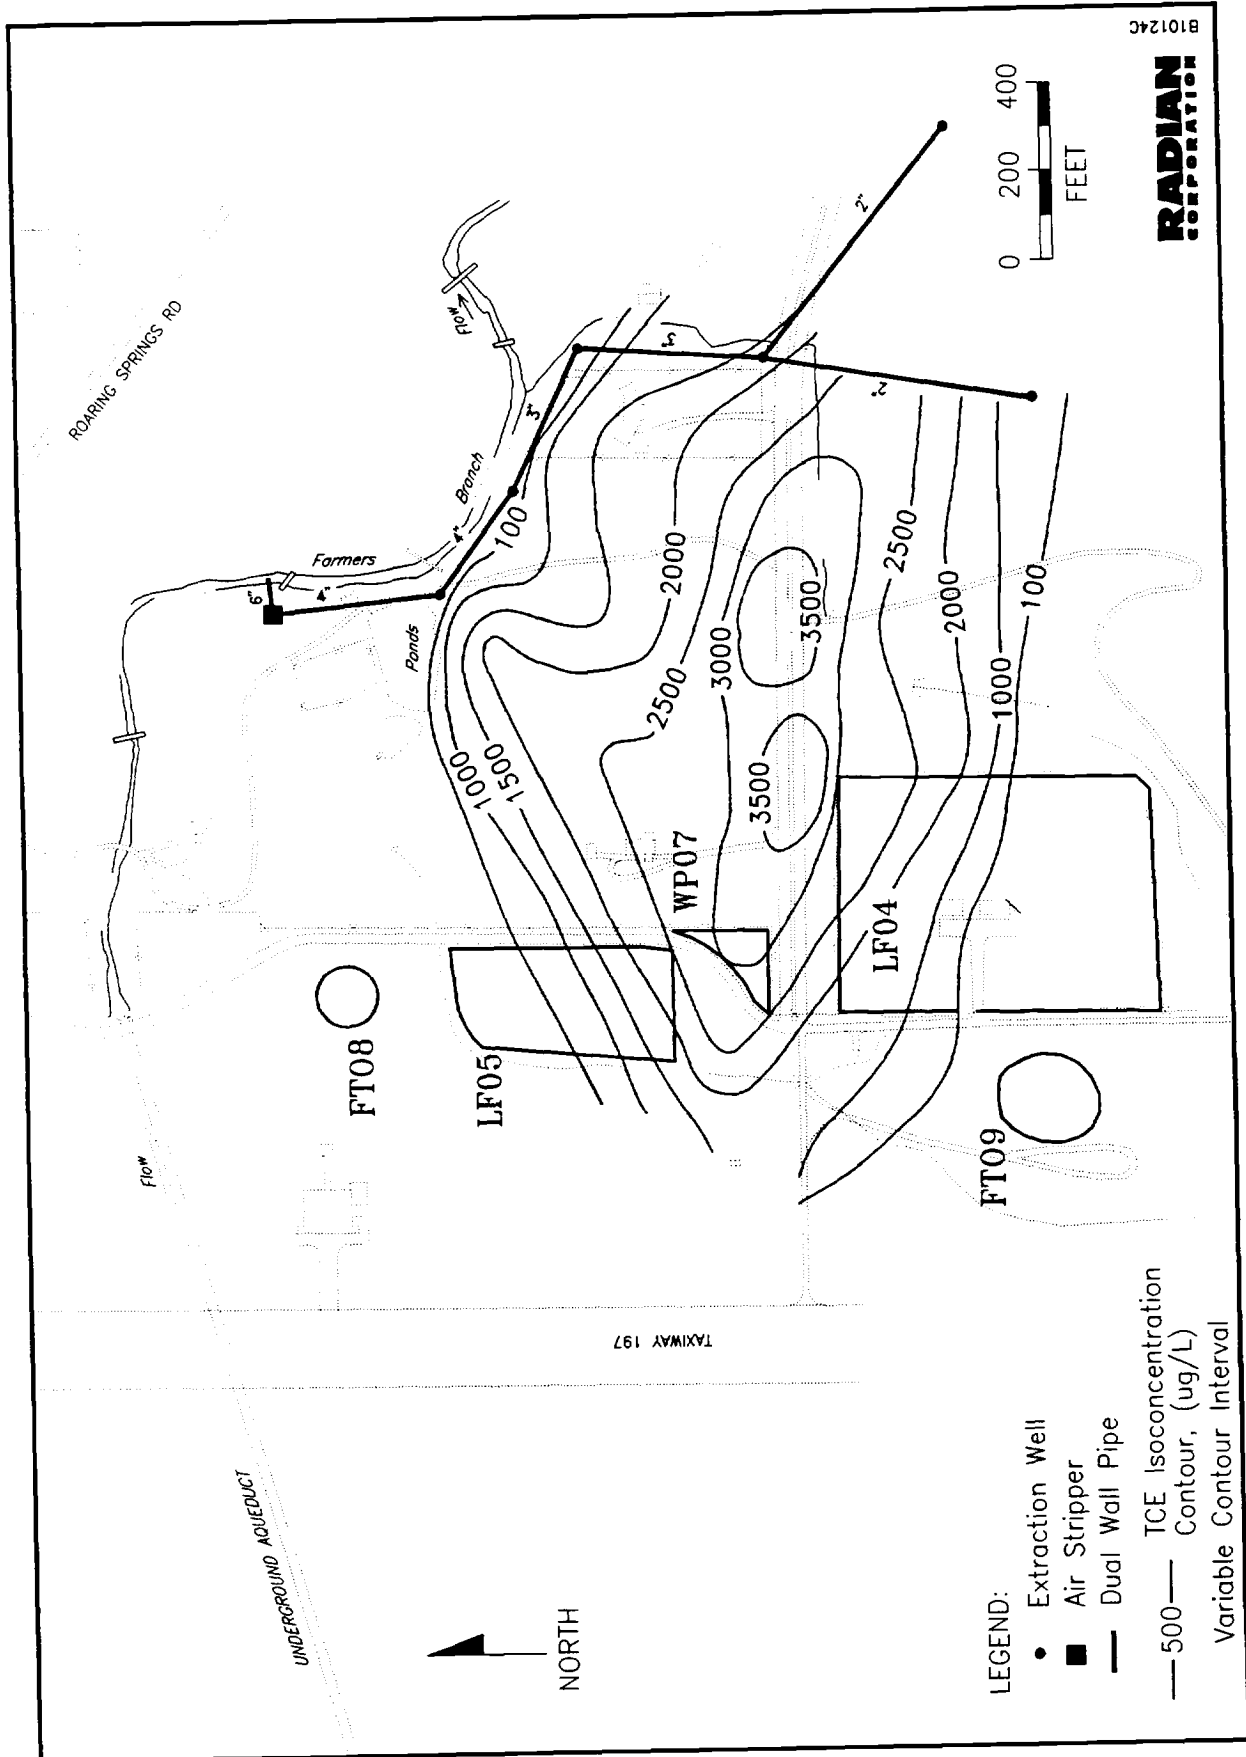 ROARING SPRINGS RD
UNDERGROUND AQUEDUCT
Flow
Flow
Farmers
Branch
Ponds
6"
4"
4"
3"
3"
2"
2"
100
1000
1500
2000
2500
3000
3500
3500
2500
2000
1000
100
FT08
LF05
WP07
LF04
FT09
TAXIWAY 197
NORTH
LEGEND:
Extraction Well
Air Stripper
Dual Wall Pipe
500 TCE Isoconcentration
Contour, (ug/L)
Variable Contour Interval
0 200 400
FEET
RADIAN
CORPORATION
B10124C